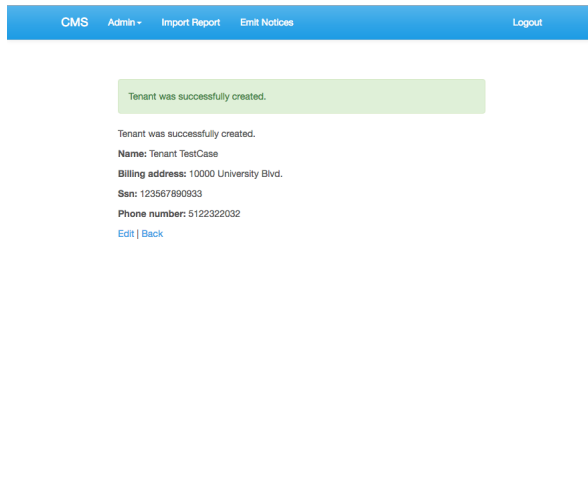 CMS Admin Import Report Emit Notices Logout
Tenant was successfully created.
Tenant was successfully created.
Name: Tenant TestCase
Billing address: 10000 University Blvd.
Ssn: 123567890933
Phone number: 5122322032
Edit | Back